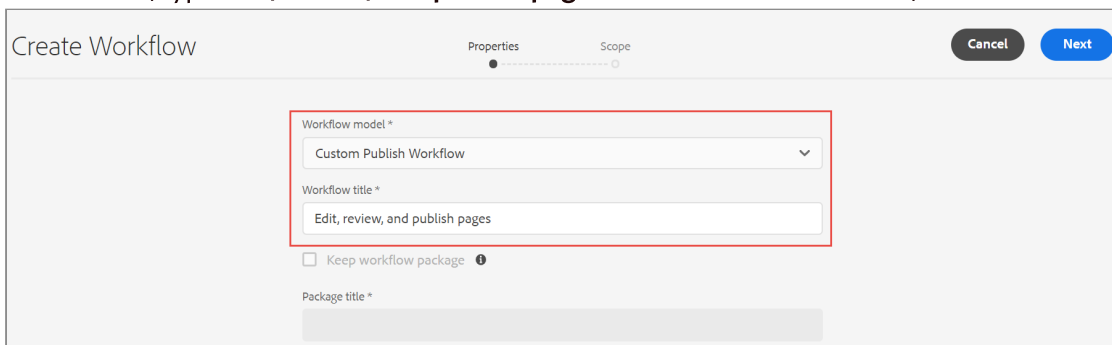 Create Workflow
Properties Scope
Cancel Next
Workflow model *
Custom Publish Workflow
Workflow title *
Edit, review, and publish pages
Keep workflow package
Package title *